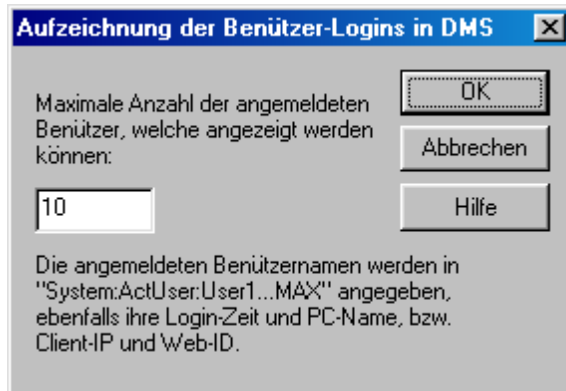 Aufzeichnung der Benützer-Logins in DMS
Maximale Anzahl der angemeldeten
Benützer, welche angezeigt werden
können:
10
OK
Abbrechen
Hilfe
Die angemeldeten Benützernamen werden in
"System:ActUser:User1...MAX" angegeben,
ebenfalls ihre Login-Zeit und PC-Name, bzw.
Client-IP und Web-ID.